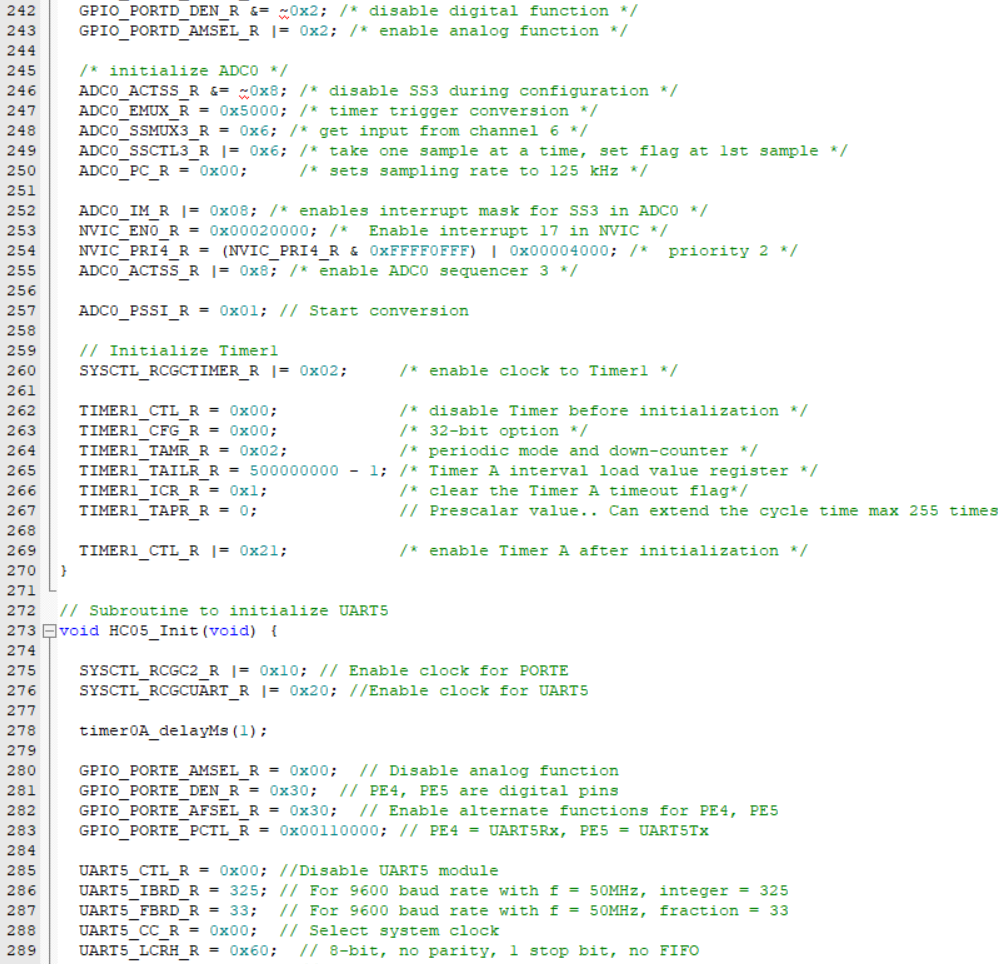 242 GPIO_PORTD_DEN_R &= ~0x2; /* disable digital function */
243 GPIO_PORTD_AMSEL_R |= 0x2; /* enable analog function */
244
245 /* initialize ADC0 */
246 ADC0_ACTSS_R &= ~0x8; /* disable SS3 during configuration */
247 ADC0_EMUX_R = 0x5000; /* timer trigger conversion */
248 ADC0_SSMUX3_R = 0x6; /* get input from channel 6 */
249 ADC0_SSCTL3_R |= 0x6; /* take one sample at a time, set flag at 1st sample */
250 ADC0_PC_R = 0x00; /* sets sampling rate to 125 kHz */
251
252 ADC0_IM_R |= 0x08; /* enables interrupt mask for SS3 in ADC0 */
253 NVIC_EN0_R = 0x00020000; /* Enable interrupt 17 in NVIC */
254 NVIC_PRI4_R = (NVIC_PRI4_R & 0xFFFF0FFF) | 0x00004000; /* priority 2 */
255 ADC0_ACTSS_R |= 0x8; /* enable ADC0 sequencer 3 */
256
257 ADC0_PSSI_R = 0x01; // Start conversion
258
259 // Initialize Timer1
260 SYSCTL_RCGCTIMER_R |= 0x02; /* enable clock to Timer1 */
261
262 TIMER1_CTL_R = 0x00; /* disable Timer before initialization */
263 TIMER1_CFG_R = 0x00; /* 32-bit option */
264 TIMER1_TAMR_R = 0x02; /* periodic mode and down-counter */
265 TIMER1_TAILR_R = 500000000 - 1; /* Timer A interval load value register */
266 TIMER1_ICR_R = 0x1; /* clear the Timer A timeout flag*/
267 TIMER1_TAPR_R = 0; // Prescalar value.. Can extend the cycle time max 255 times
268
269 TIMER1_CTL_R |= 0x21; /* enable Timer A after initialization */
270 }
271
272 // Subroutine to initialize UART5
273 void HC05_Init(void) {
274
275 SYSCTL_RCGC2_R |= 0x10; // Enable clock for PORTE
276 SYSCTL_RCGCUART_R |= 0x20; //Enable clock for UART5
277
278 timer0A_delayMs(1);
279
280 GPIO_PORTE_AMSEL_R = 0x00; // Disable analog function
281 GPIO_PORTE_DEN_R = 0x30; // PE4, PE5 are digital pins
282 GPIO_PORTE_AFSEL_R = 0x30; // Enable alternate functions for PE4, PE5
283 GPIO_PORTE_PCTL_R = 0x00110000; // PE4 = UART5Rx, PE5 = UART5Tx
284
285 UART5_CTL_R = 0x00; //Disable UART5 module
286 UART5_IBRD_R = 325; // For 9600 baud rate with f = 50MHz, integer = 325
287 UART5_FBRD_R = 33; // For 9600 baud rate with f = 50MHz, fraction = 33
288 UART5_CC_R = 0x00; // Select system clock
289 UART5_LCRH_R = 0x60; // 8-bit, no parity, 1 stop bit, no FIFO